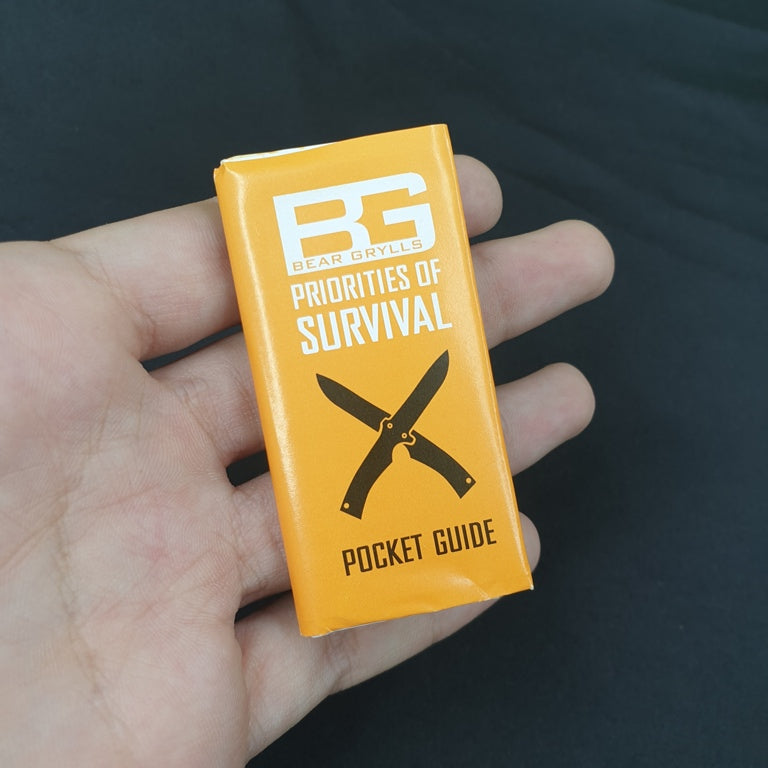 BG
BEAR GRYLLS
PRIORITIES OF
SURVIVAL
POCKET GUIDE